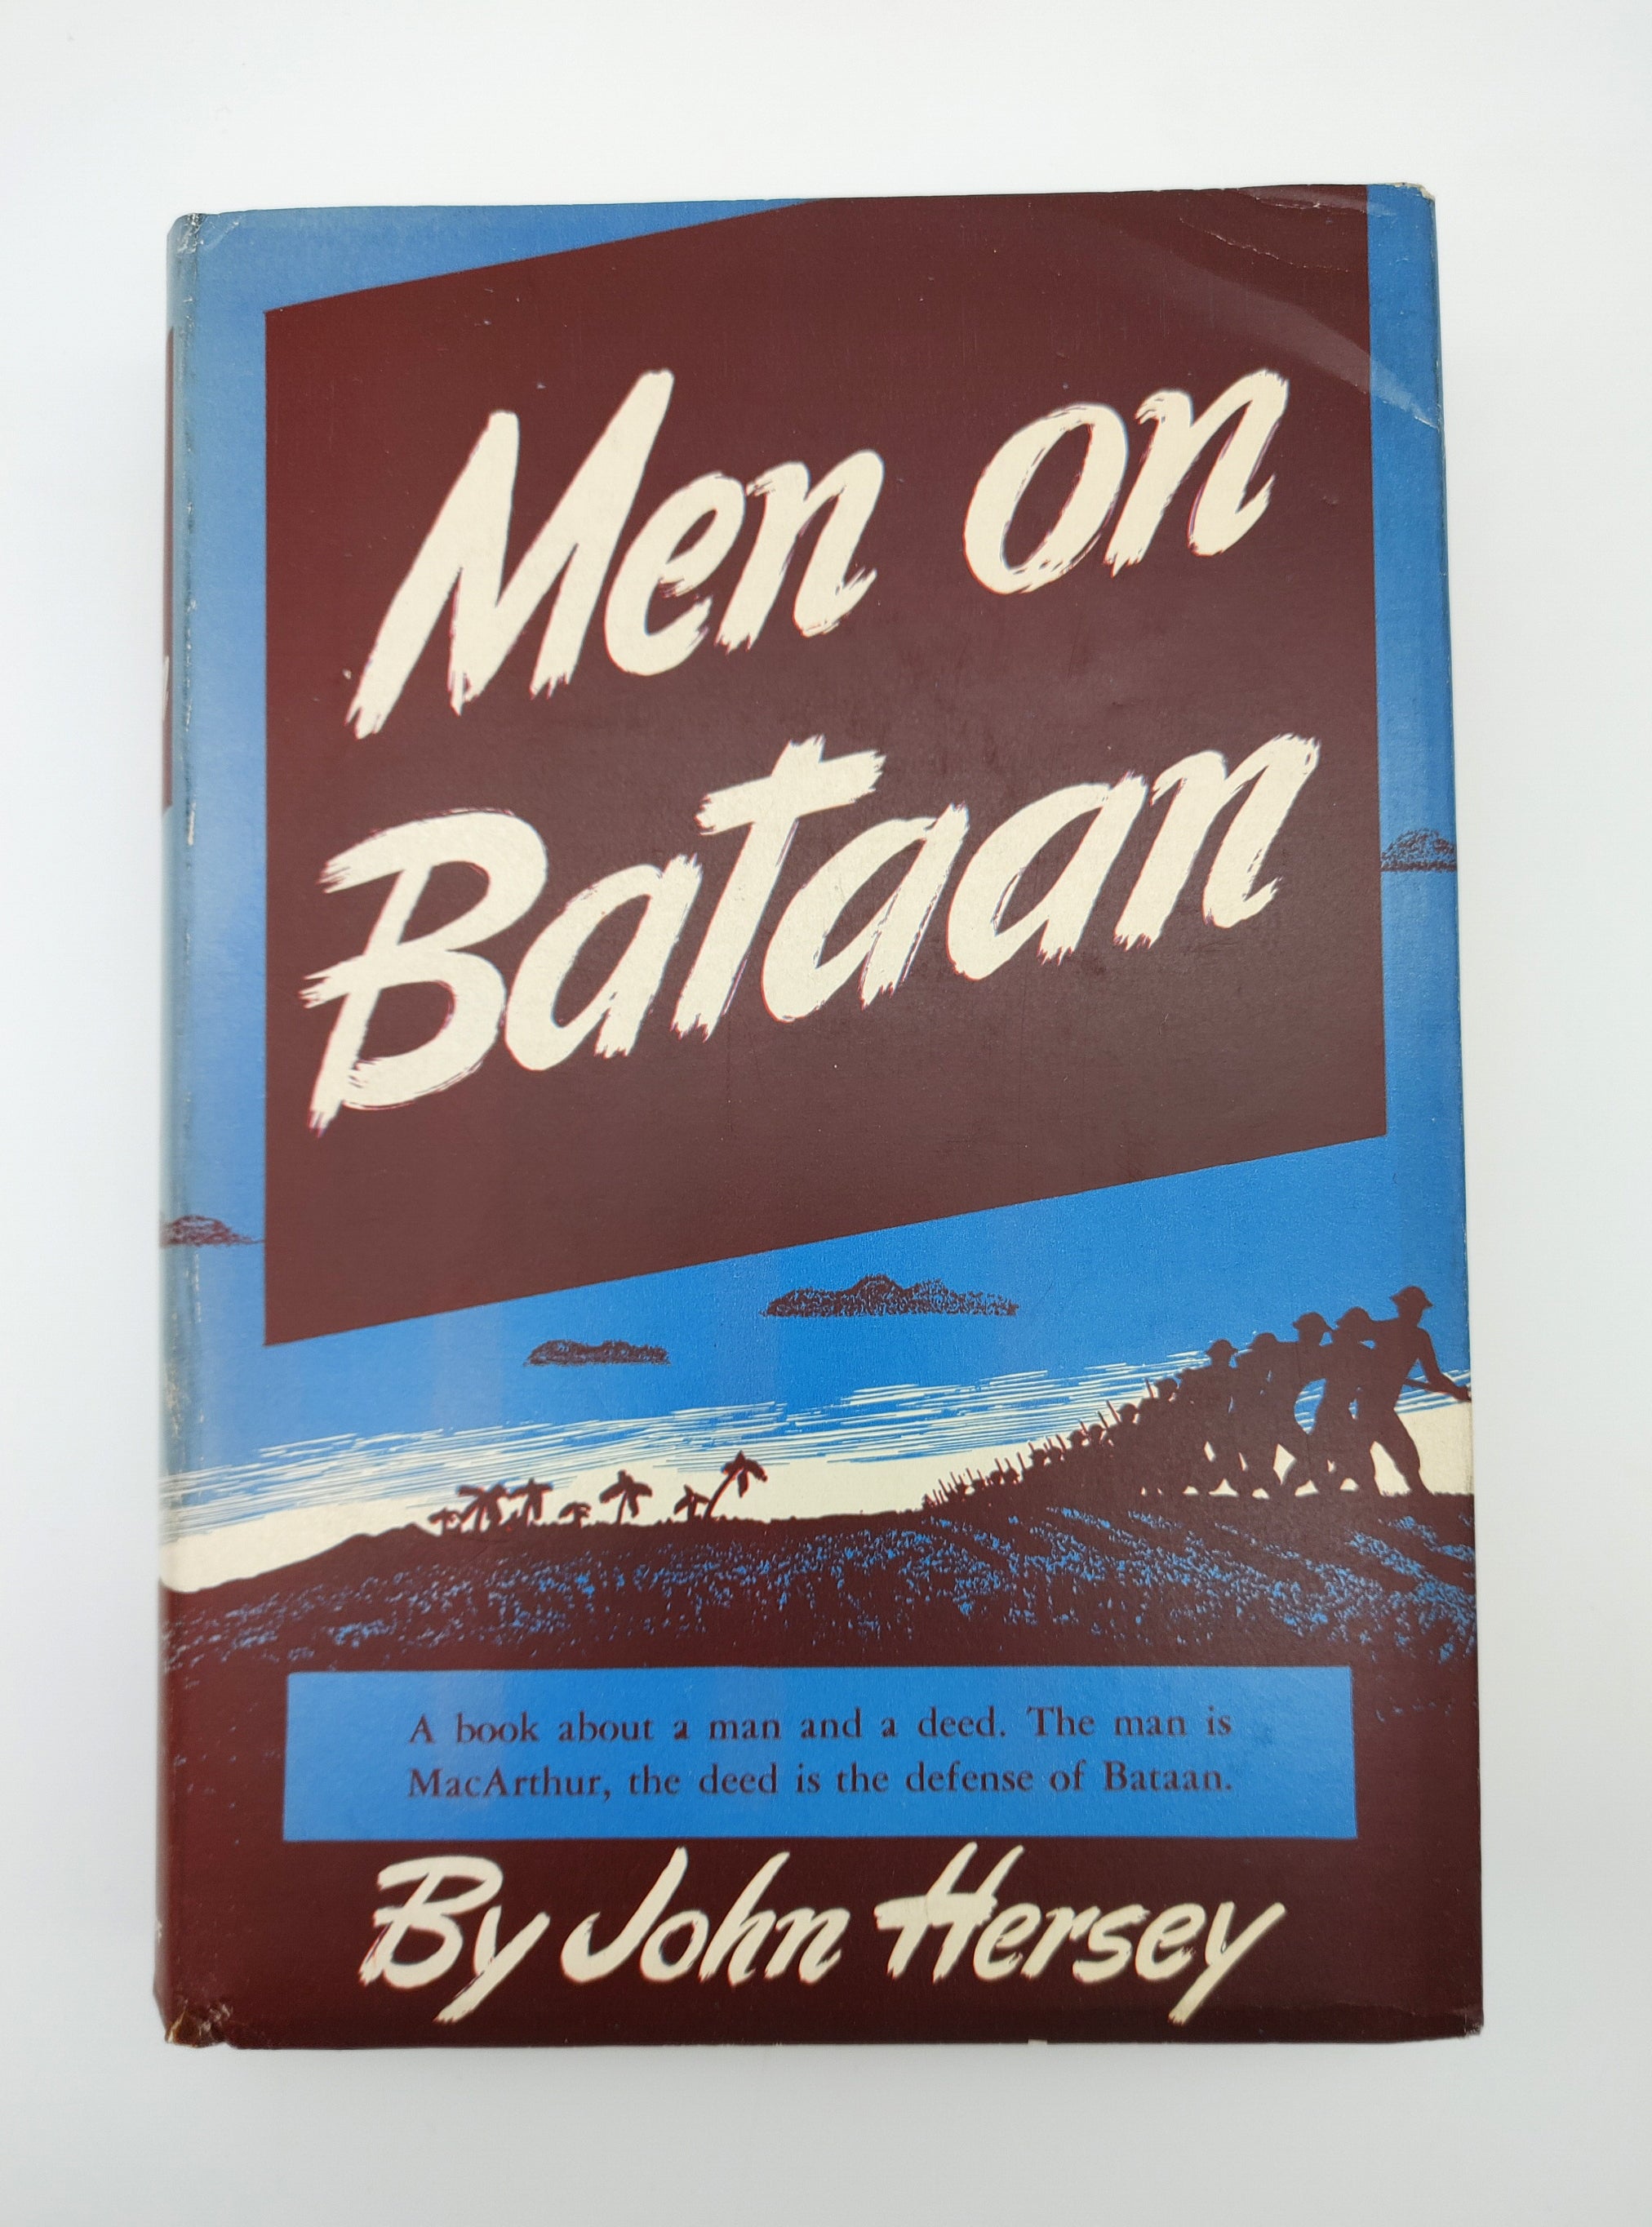 Men on
Bataan
A book about a man and a deed. The man is
MacArthur, the deed is the defense of Bataan.
By John Hersey